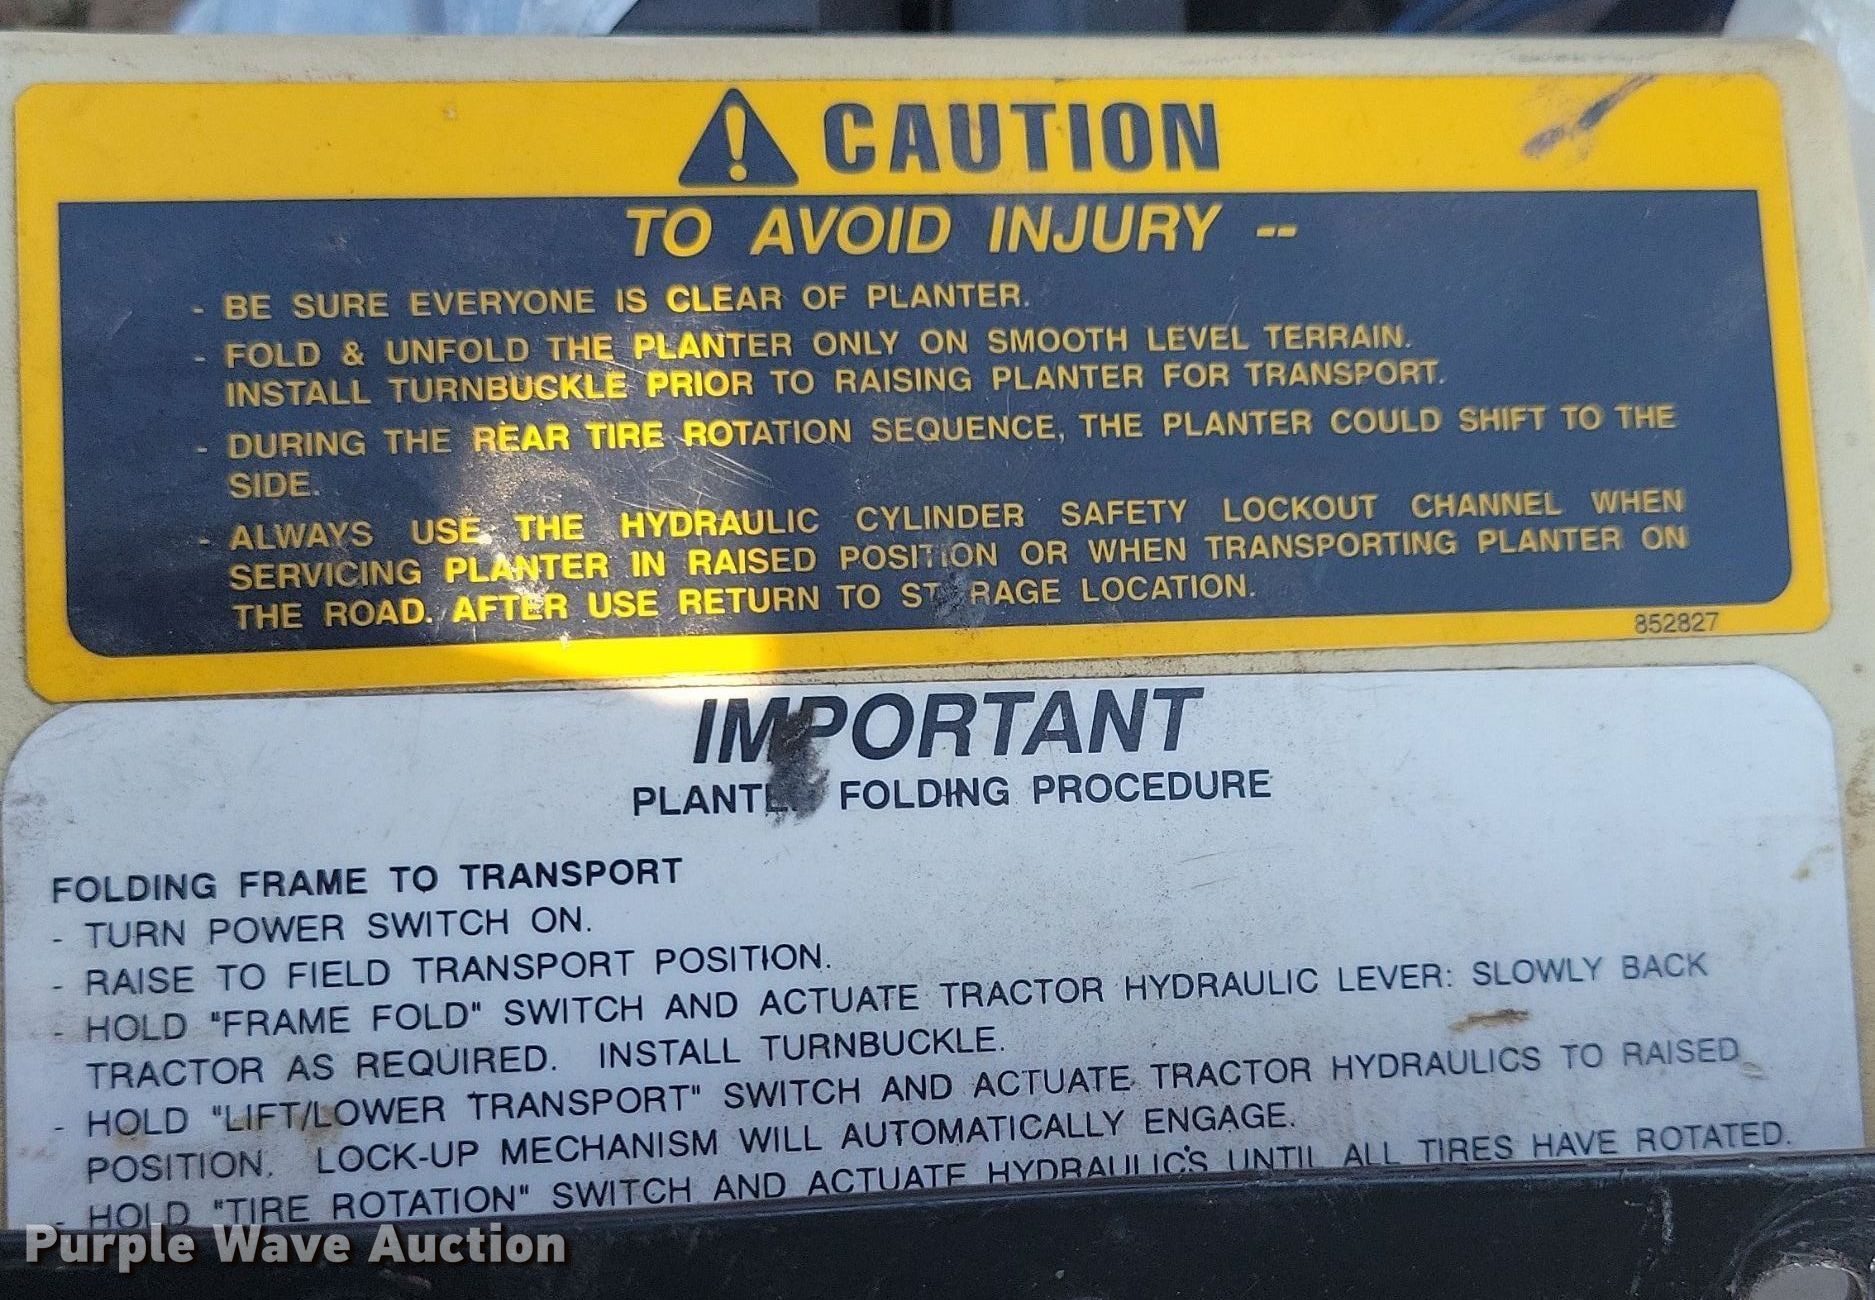 CAUTION
TO AVOID INJURY --
- BE SURE EVERYONE IS CLEAR OF PLANTER.
- FOLD & UNFOLD THE PLANTER ONLY ON SMOOTH LEVEL TERRAIN.
INSTALL TURNBUCKLE PRIOR TO RAISING PLANTER FOR TRANSPORT.
- DURING THE REAR TIRE ROTATION SEQUENCE, THE PLANTER COULD SHIFT TO THE
SIDE.
- ALWAYS USE THE HYDRAULIC CYLINDER SAFETY LOCKOUT CHANNEL WHEN
SERVICING PLANTER IN RAISED POSITION OR WHEN TRANSPORTING PLANTER ON
THE ROAD. AFTER USE RETURN TO STORAGE LOCATION.
852827
IMPORTANT
PLANTER FOLDING PROCEDURE
FOLDING FRAME TO TRANSPORT
- TURN POWER SWITCH ON.
- RAISE TO FIELD TRANSPORT POSITION.
- HOLD "FRAME FOLD" SWITCH AND ACTUATE TRACTOR HYDRAULIC LEVER: SLOWLY BACK
TRACTOR AS REQUIRED. INSTALL TURNBUCKLE.
- HOLD "LIFT/LOWER TRANSPORT" SWITCH AND ACTUATE TRACTOR HYDRAULICS TO RAISED
POSITION. LOCK-UP MECHANISM WILL AUTOMATICALLY ENGAGE.
- HOLD "TIRE ROTATION" SWITCH AND ACTUATE HYDRAULICS UNTIL ALL TIRES HAVE ROTATED.
Purple Wave Auction